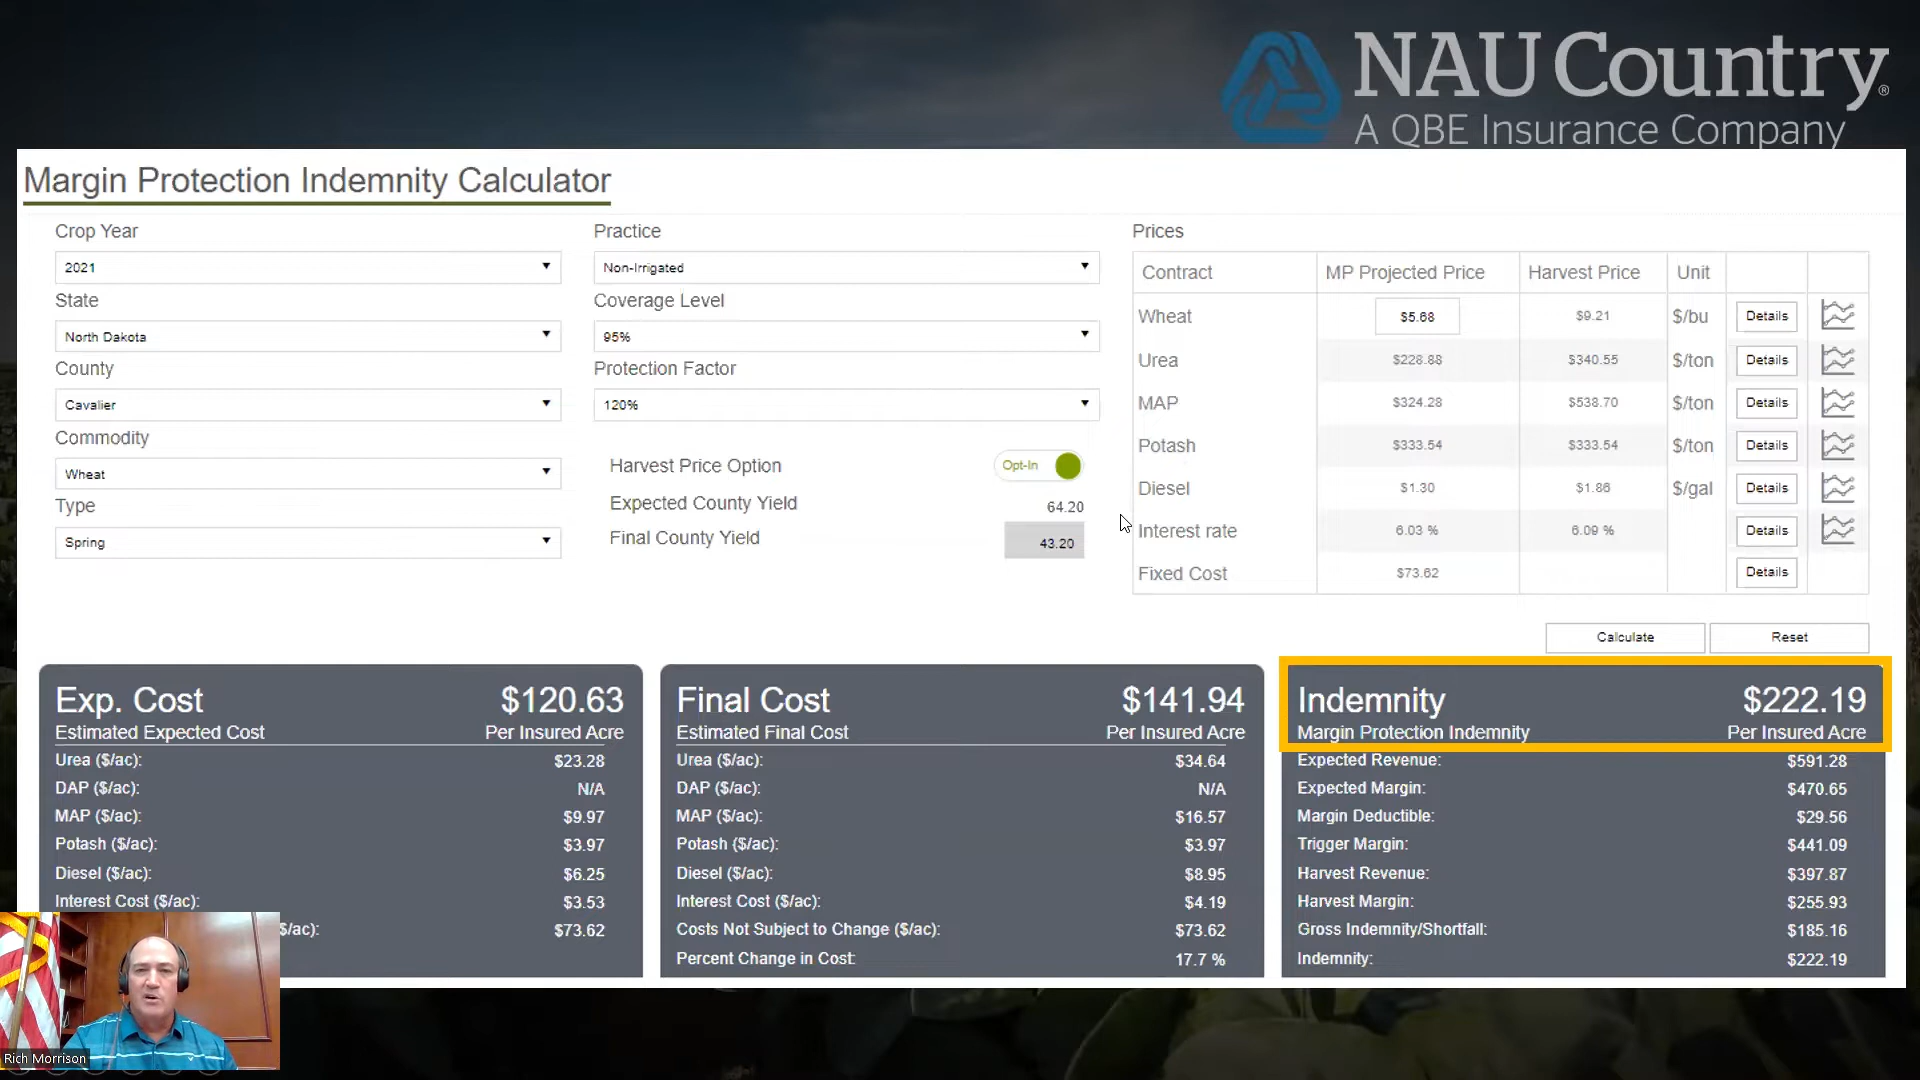 NAU Country®
A QBE Insurance Company
Margin Protection Indemnity Calculator
Crop Year
2021
State
North Dakota
County
Cavalier
Commodity
Wheat
Type
Spring
Practice
Non-Irrigated
Coverage Level
95%
Protection Factor
120%
Harvest Price Option Opt-In
Expected County Yield 64.20
Final County Yield 43.20
Prices
Contract MP Projected Price Harvest Price Unit
Wheat $5.68 $9.21 $/bu Details
Urea $228.88 $340.55 $/ton Details
MAP $324.28 $538.70 $/ton Details
Potash $333.54 $333.54 $/ton Details
Diesel $1.30 $1.86 $/gal Details
Interest rate 6.03 % 6.09 % Details
Fixed Cost $73.62 Details
Calculate Reset
Exp. Cost $120.63
Estimated Expected Cost Per Insured Acre
Urea ($/ac): $23.28
DAP ($/ac): N/A
MAP ($/ac): $9.97
Potash ($/ac): $3.97
Diesel ($/ac): $6.25
Interest Cost ($/ac): $3.53
$/ac): $73.62
Final Cost $141.94
Estimated Final Cost Per Insured Acre
Urea ($/ac): $34.64
DAP ($/ac): N/A
MAP ($/ac): $16.57
Potash ($/ac): $3.97
Diesel ($/ac): $8.95
Interest Cost ($/ac): $4.19
Costs Not Subject to Change ($/ac): $73.62
Percent Change in Cost: 17.7 %
Indemnity $222.19
Margin Protection Indemnity Per Insured Acre
Expected Revenue: $591.28
Expected Margin: $470.65
Margin Deductible: $29.56
Trigger Margin: $441.09
Harvest Revenue: $397.87
Harvest Margin: $255.93
Gross Indemnity/Shortfall: $185.16
Indemnity: $222.19
Rich Morrison